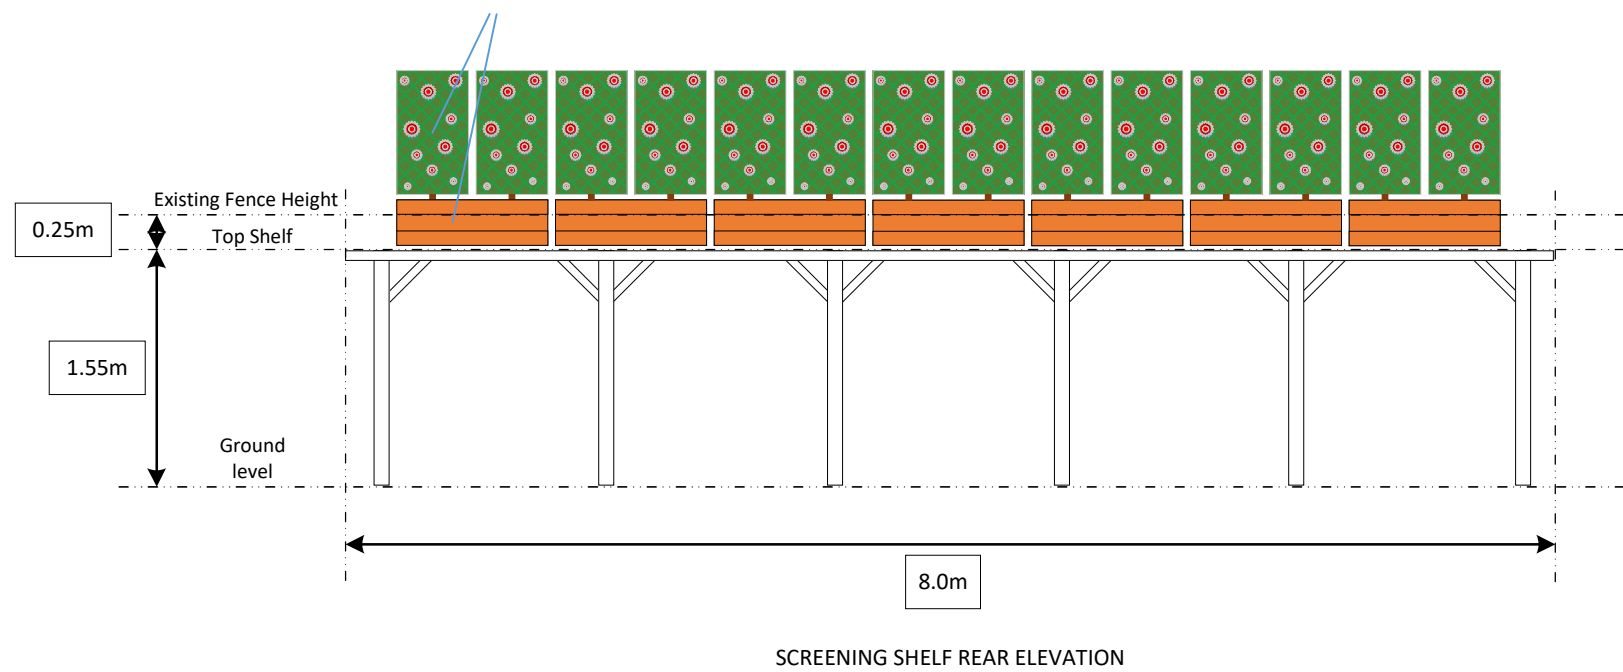 Existing Fence Height
0.25m
Top Shelf
1.55m
Ground
level
8.0m
SCREENING SHELF REAR ELEVATION